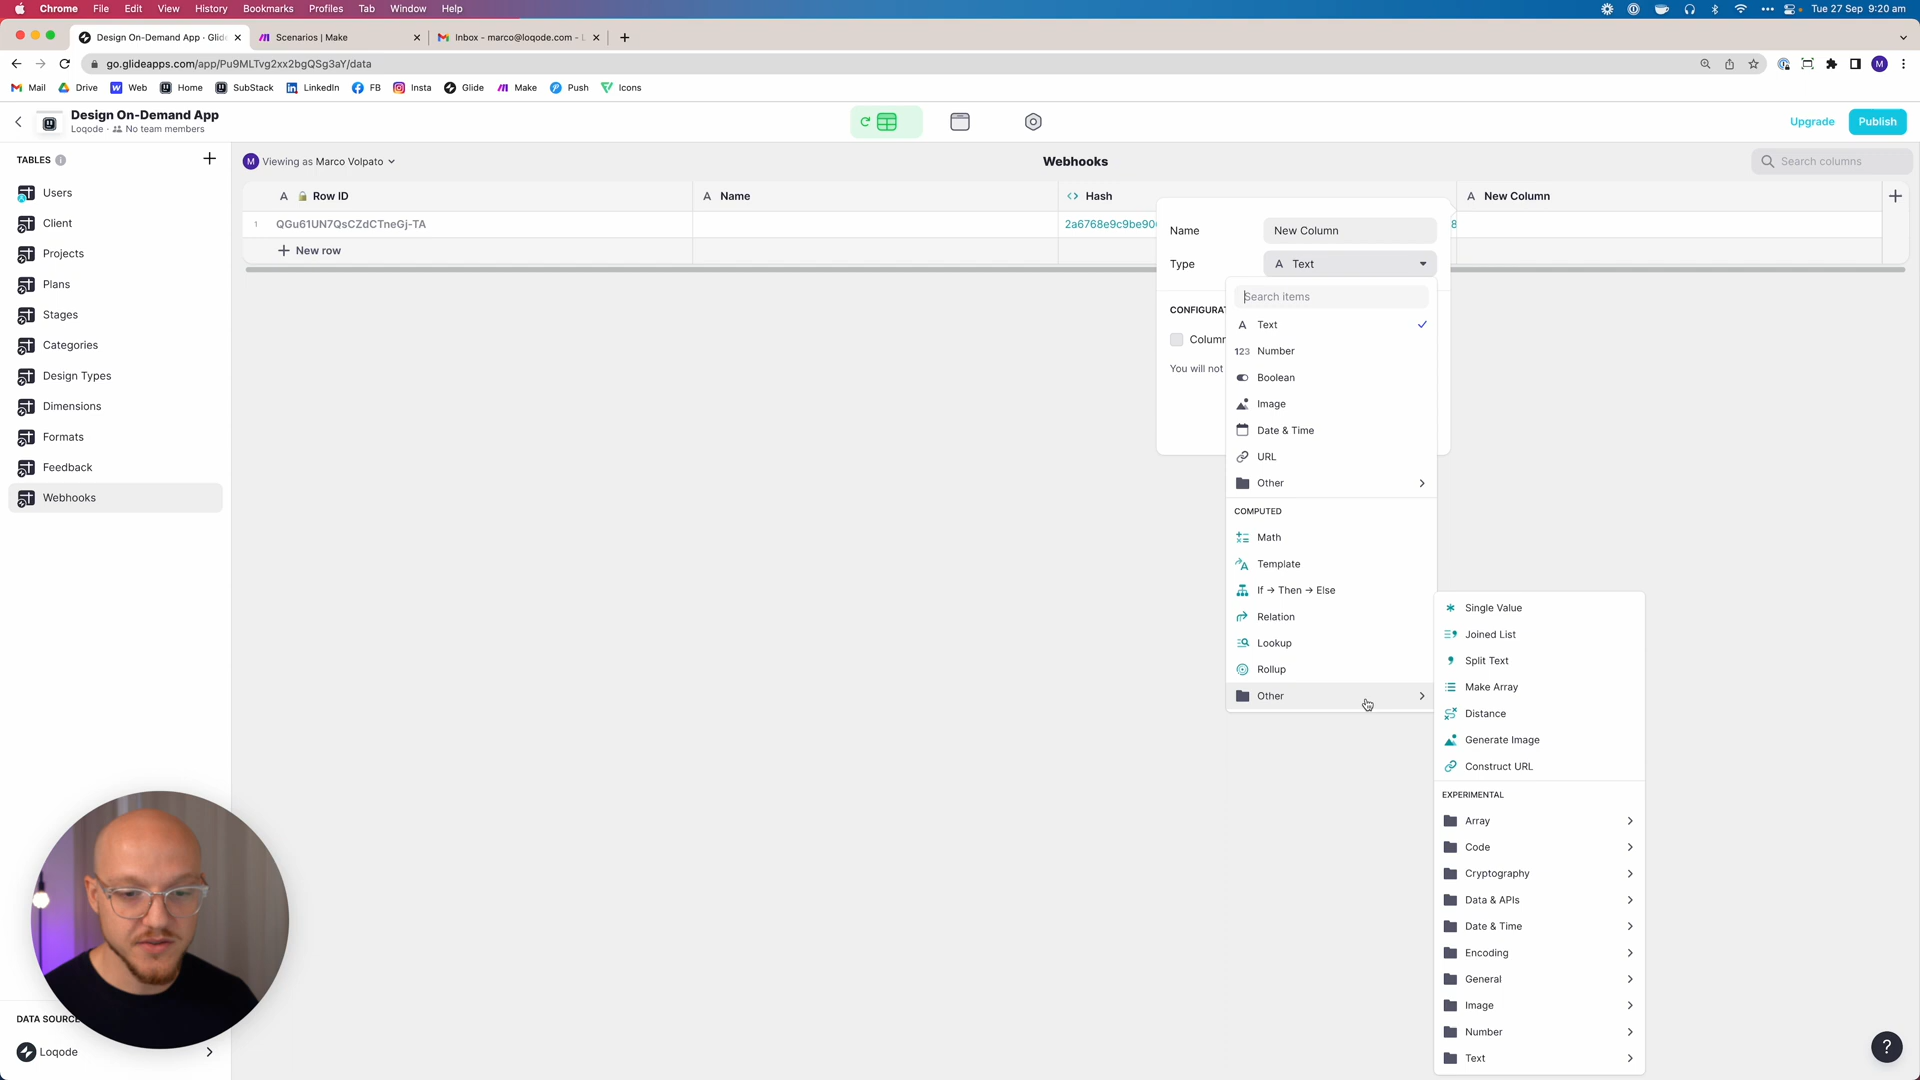 Chrome File Edit View History Bookmarks Profiles Tab Window Help Tue 27 Sep 9:20 am
Design On-Demand App · Glide Scenarios | Make Inbox - marco@loqode.com - L
go.glideapps.com/app/Pu9MLTvg2xx2bgQSg3aY/data
Mail Drive Web Home SubStack LinkedIn FB Insta Glide Make Push Icons
Design On-Demand App
Loqode · No team members
Upgrade
Publish
TABLES
Viewing as Marco Volpato
Webhooks
Search columns
Users
Client
Projects
Plans
Stages
Categories
Design Types
Dimensions
Formats
Feedback
Webhooks
DATA SOURCE
Loqode
Row ID Name Hash New Column
1 QGu61UN7QsCZdCTneGj-TA 2a6768e9c9be90 8
New row
Name New Column
Type Text
CONFIGURAT
Column
You will not
Search items
Text
Number
Boolean
Image
Date & Time
URL
Other
COMPUTED
Math
Template
If → Then → Else
Relation
Lookup
Rollup
Other
Single Value
Joined List
Split Text
Make Array
Distance
Generate Image
Construct URL
EXPERIMENTAL
Array
Code
Cryptography
Data & APIs
Date & Time
Encoding
General
Image
Number
Text
?